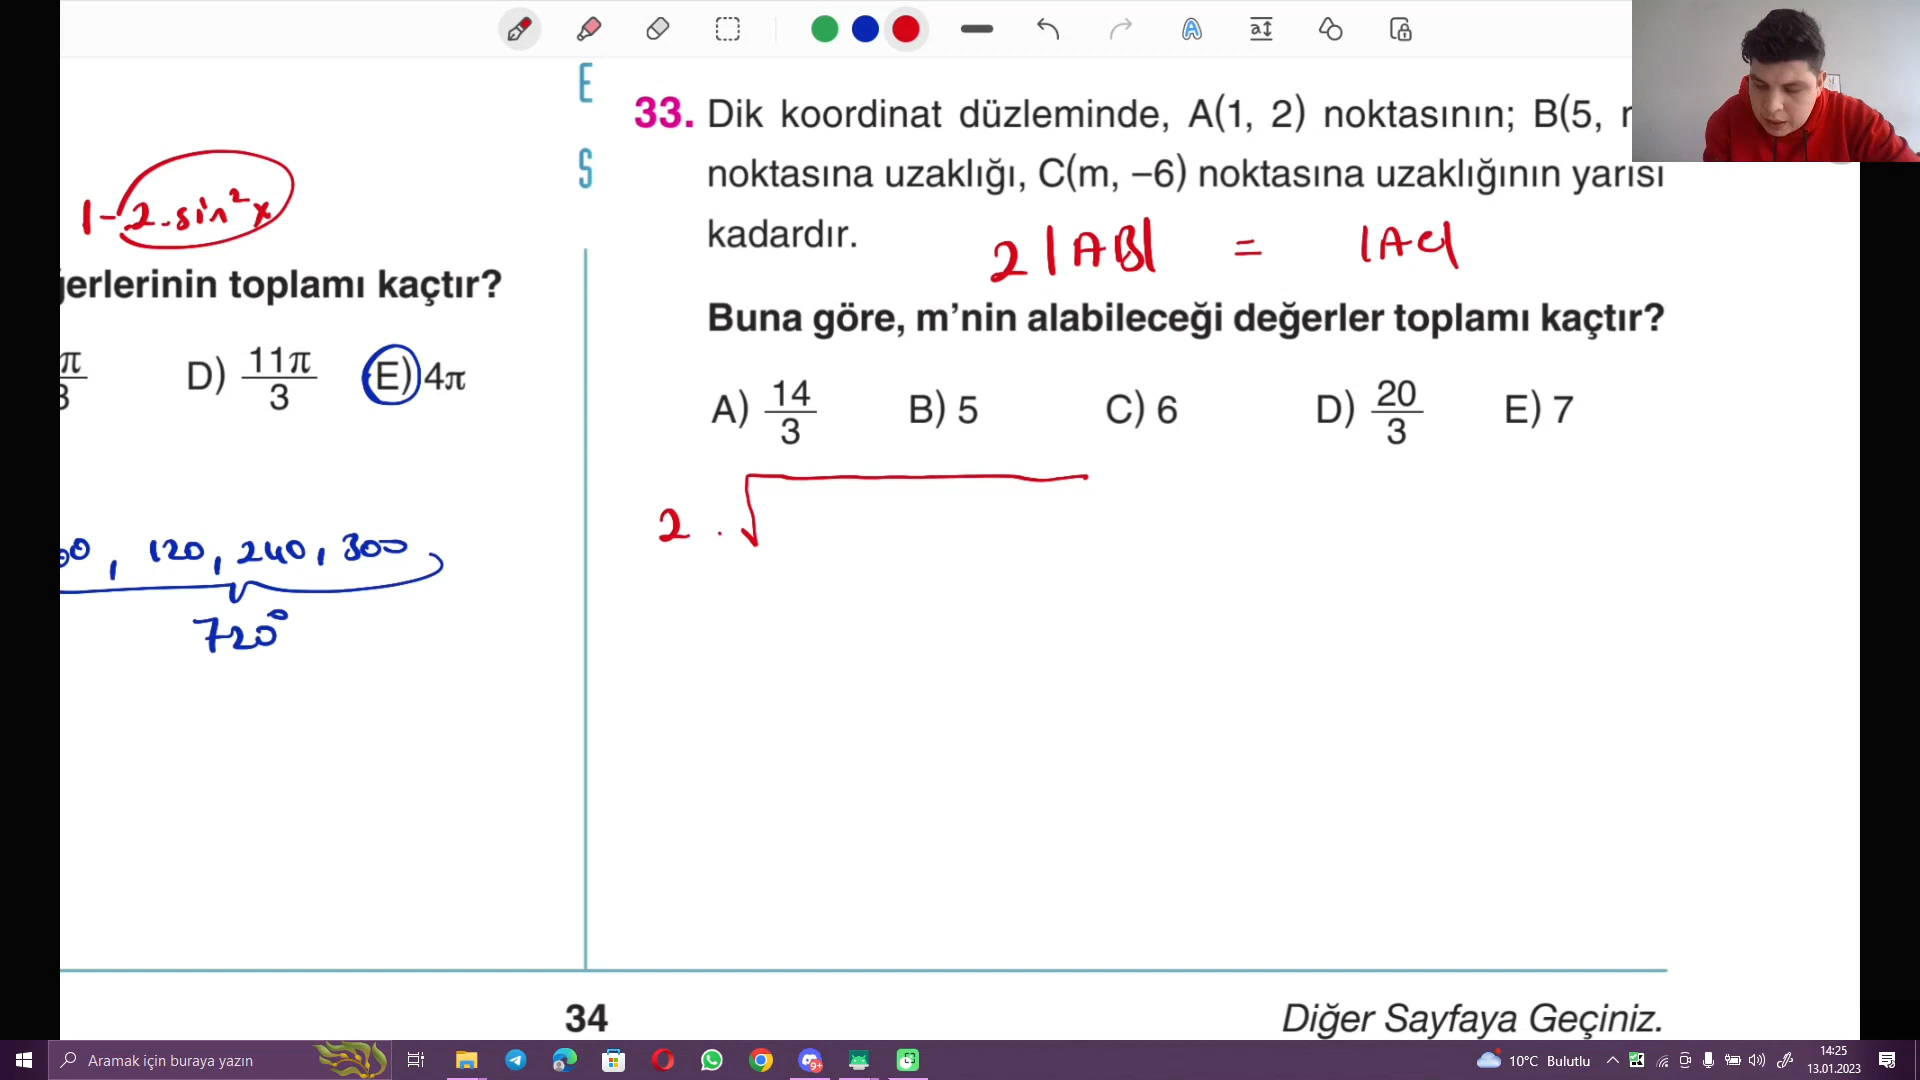 E
S
33. Dik koordinat düzleminde, A(1, 2) noktasının; B(5,
noktasına uzaklığı, C(m, –6) noktasına uzaklığının yarısı
kadardır.
2 |AB| = |AC|
Buna göre, m’nin alabileceği değerler toplamı kaçtır?
A) 14/3 B) 5 C) 6 D) 20/3 E) 7
2 . √
1-2.sin²x
ğerlerinin toplamı kaçtır?
π/3 D) 11π/3 E) 4π
, 120, 240, 300
720°
34
Diğer Sayfaya Geçiniz.
Aramak için buraya yazın
9+
10°C Bulutlu
14:25
13.01.2023